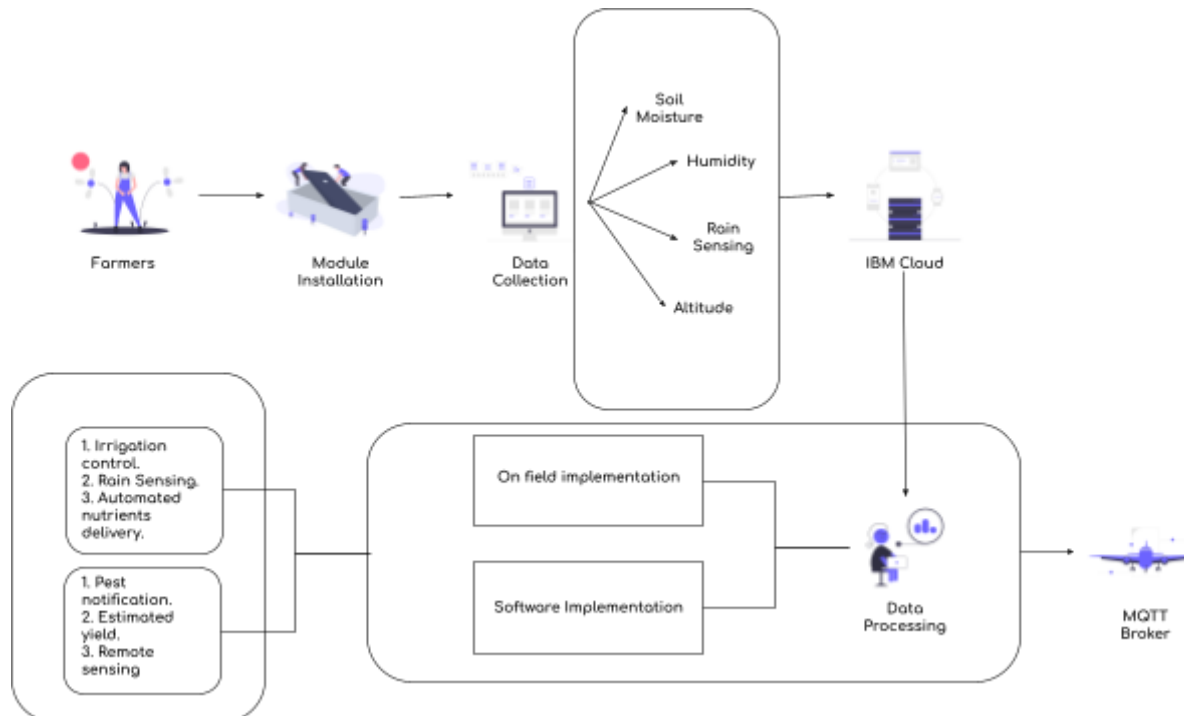 Soil
Moisture
Humidity
Rain
Sensing
Altitude
Farmers
Module
Installation
Data
Collection
IBM Cloud
1. Irrigation
control.
2. Rain Sensing.
3. Automated
nutrients
delivery.
1. Pest
notification.
2. Estimated
yield.
3. Remote
sensing
On field implementation
Software Implementation
Data
Processing
MQTT
Broker